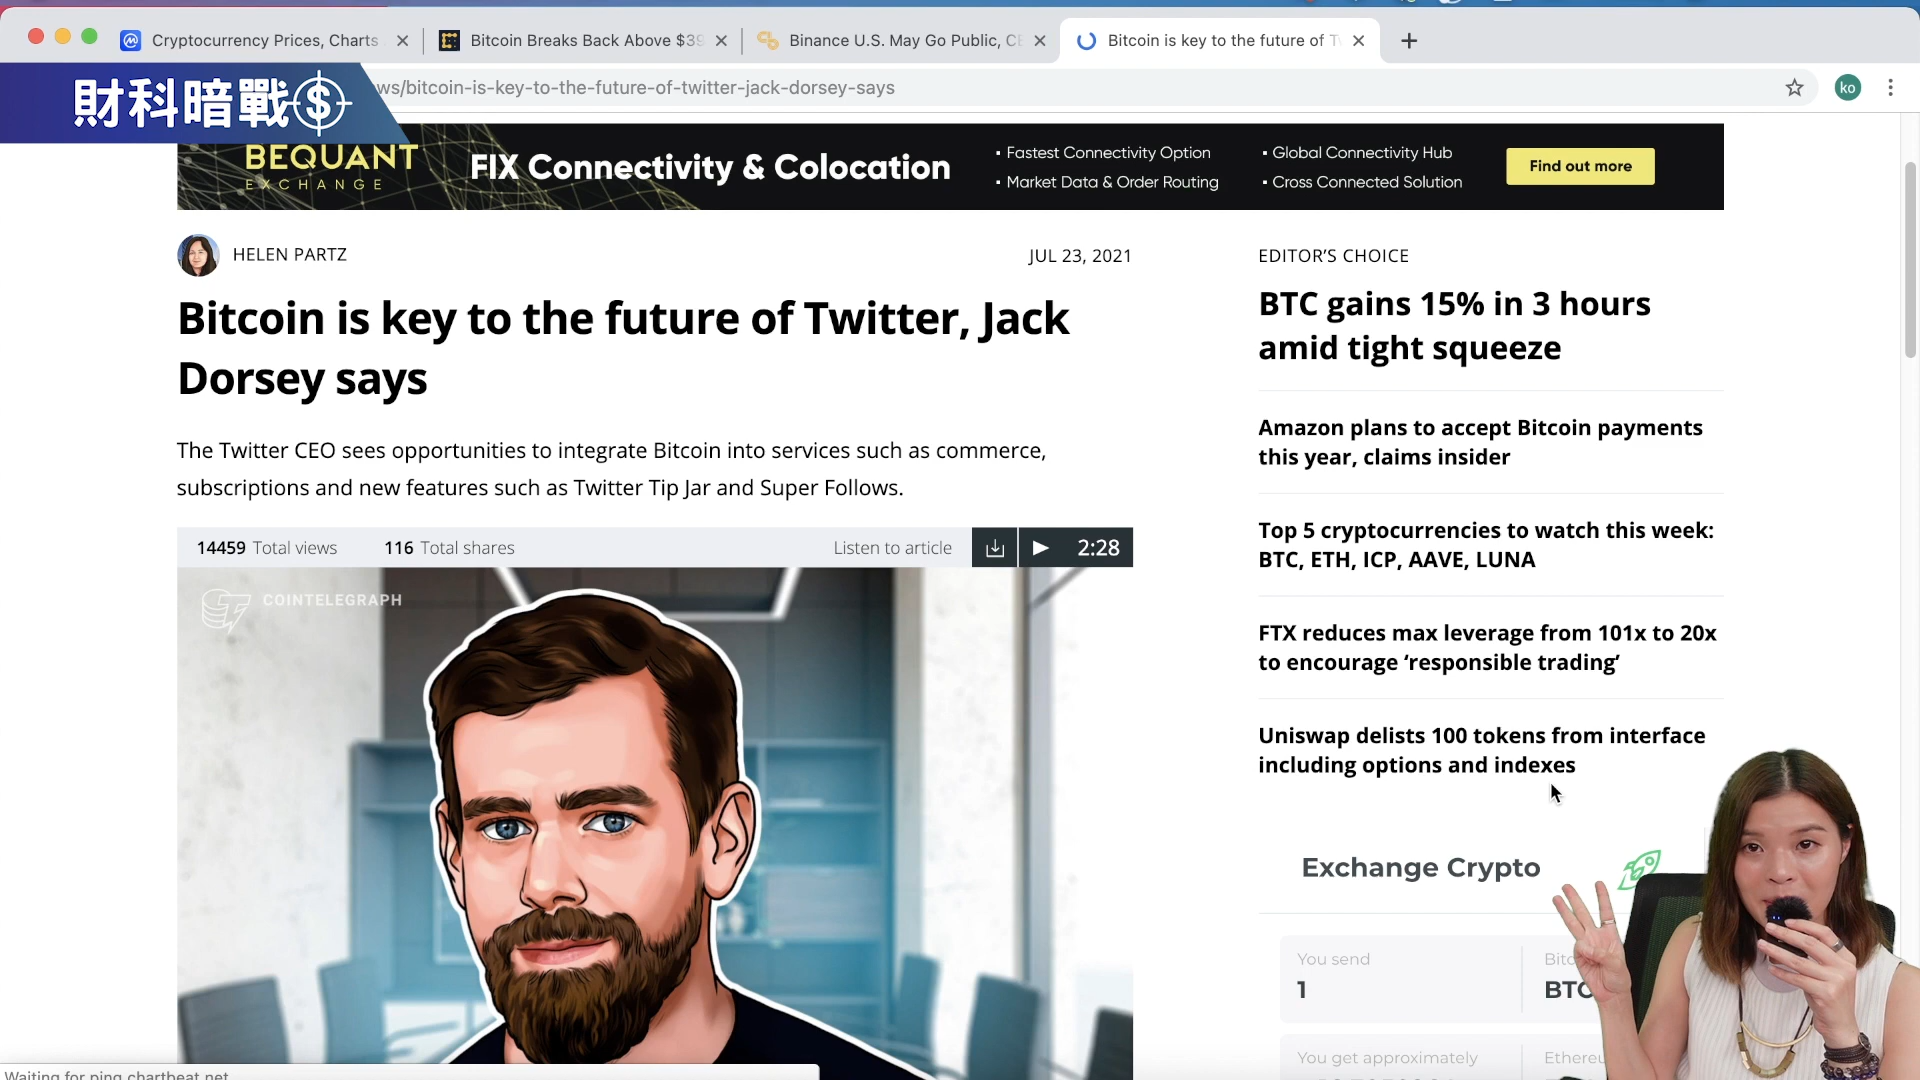 Cryptocurrency Prices, Charts
Bitcoin Breaks Back Above $39
Binance U.S. May Go Public, CE
Bitcoin is key to the future of Tw
財科暗戰
ws/bitcoin-is-key-to-the-future-of-twitter-jack-dorsey-says
ko
BEQUANT
EXCHANGE
FIX Connectivity & Colocation
• Fastest Connectivity Option
• Market Data & Order Routing
• Global Connectivity Hub
• Cross Connected Solution
Find out more
HELEN PARTZ
JUL 23, 2021
Bitcoin is key to the future of Twitter, Jack
Dorsey says
The Twitter CEO sees opportunities to integrate Bitcoin into services such as commerce,
subscriptions and new features such as Twitter Tip Jar and Super Follows.
14459 Total views
116 Total shares
Listen to article
2:28
COINTELEGRAPH
EDITOR'S CHOICE
BTC gains 15% in 3 hours
amid tight squeeze
Amazon plans to accept Bitcoin payments
this year, claims insider
Top 5 cryptocurrencies to watch this week:
BTC, ETH, ICP, AAVE, LUNA
FTX reduces max leverage from 101x to 20x
to encourage ‘responsible trading’
Uniswap delists 100 tokens from interface
including options and indexes
Exchange Crypto
You send
1
Bitc
BTC
You get approximately
Ethereu
Waiting for ping.chartbeat.net